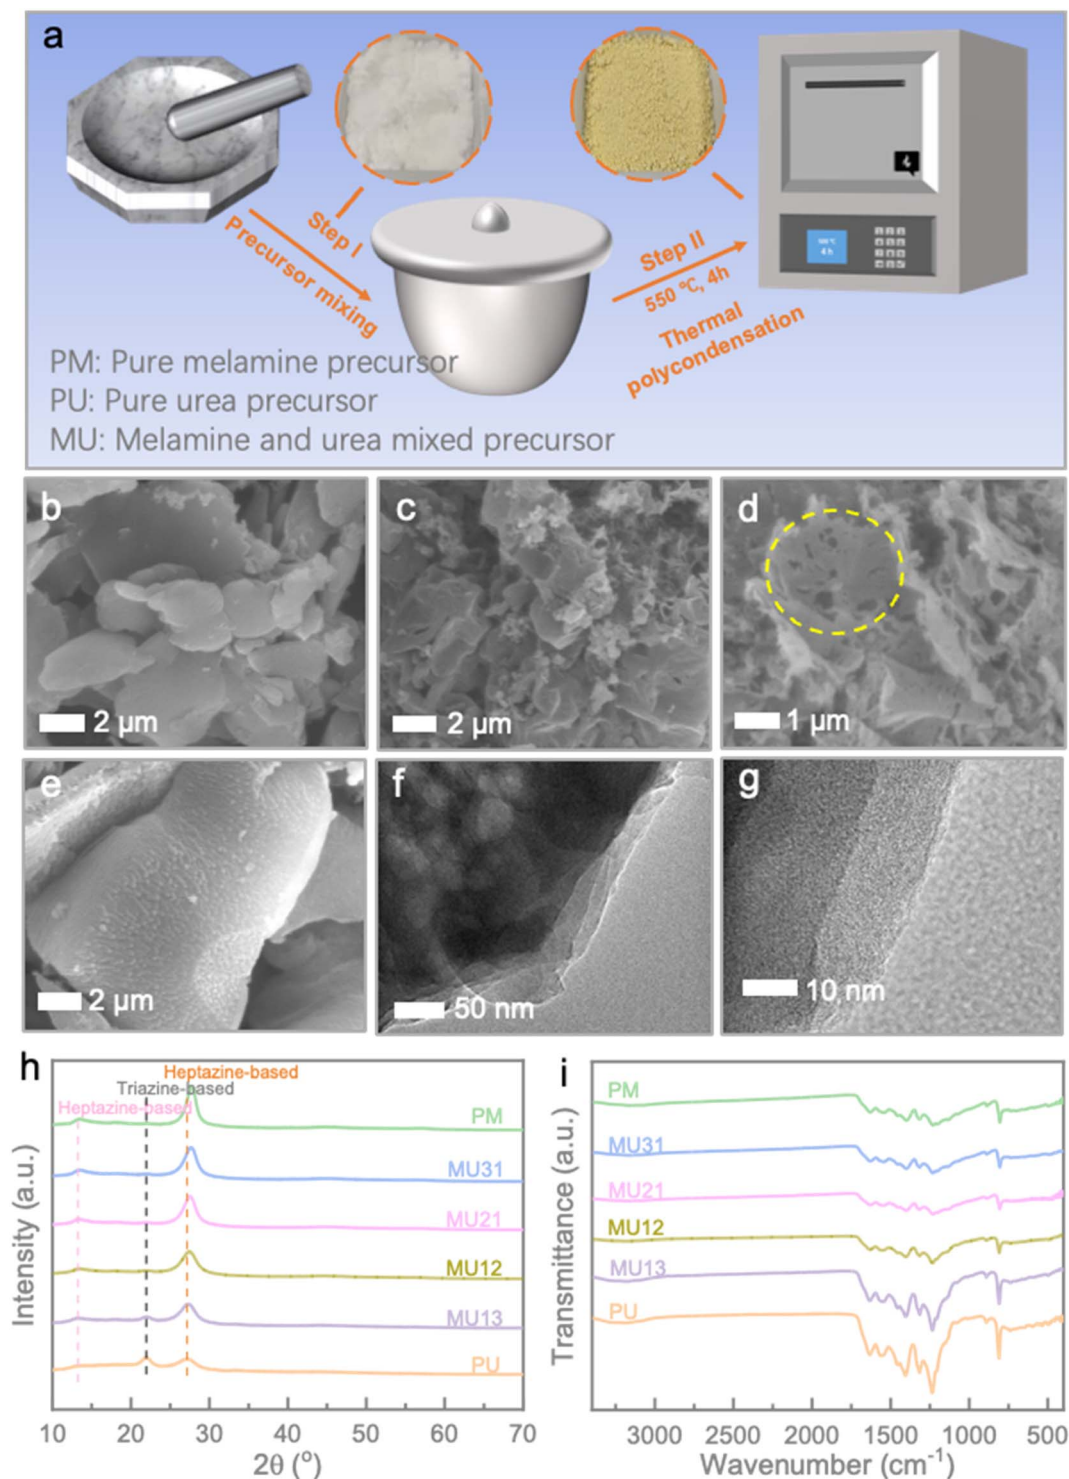 a
Step I
Precursor mixing
Step II
550 °C, 4h
Thermal
polycondensation
4 h
PM: Pure melamine precursor
PU: Pure urea precursor
MU: Melamine and urea mixed precursor
b
2 μm
c
2 μm
d
1 μm
e
2 μm
f
50 nm
g
10 nm
h
Heptazine-based
Triazine-based
Heptazine-based
PM
MU31
MU21
MU12
MU13
PU
Intensity (a.u.)
10 20 30 40 50 60 70
2θ (°)
i
PM
MU31
MU21
MU12
MU13
PU
Transmittance (a.u.)
3000 2500 2000 1500 1000 500
Wavenumber (cm⁻¹)